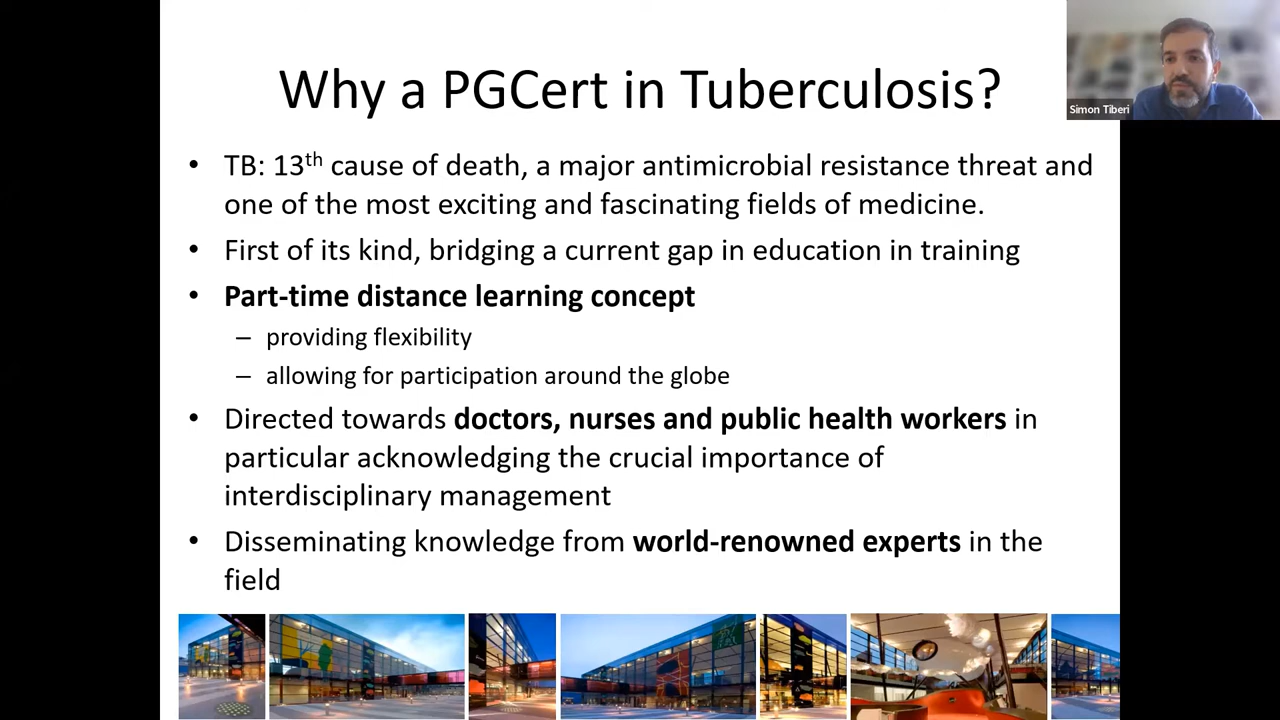 Why a PGCert in Tuberculosis?
Simon Tiberi
• TB: 13th cause of death, a major antimicrobial resistance threat and
one of the most exciting and fascinating fields of medicine.
• First of its kind, bridging a current gap in education in training
• Part-time distance learning concept
– providing flexibility
– allowing for participation around the globe
• Directed towards doctors, nurses and public health workers in
particular acknowledging the crucial importance of
interdisciplinary management
• Disseminating knowledge from world-renowned experts in the
field